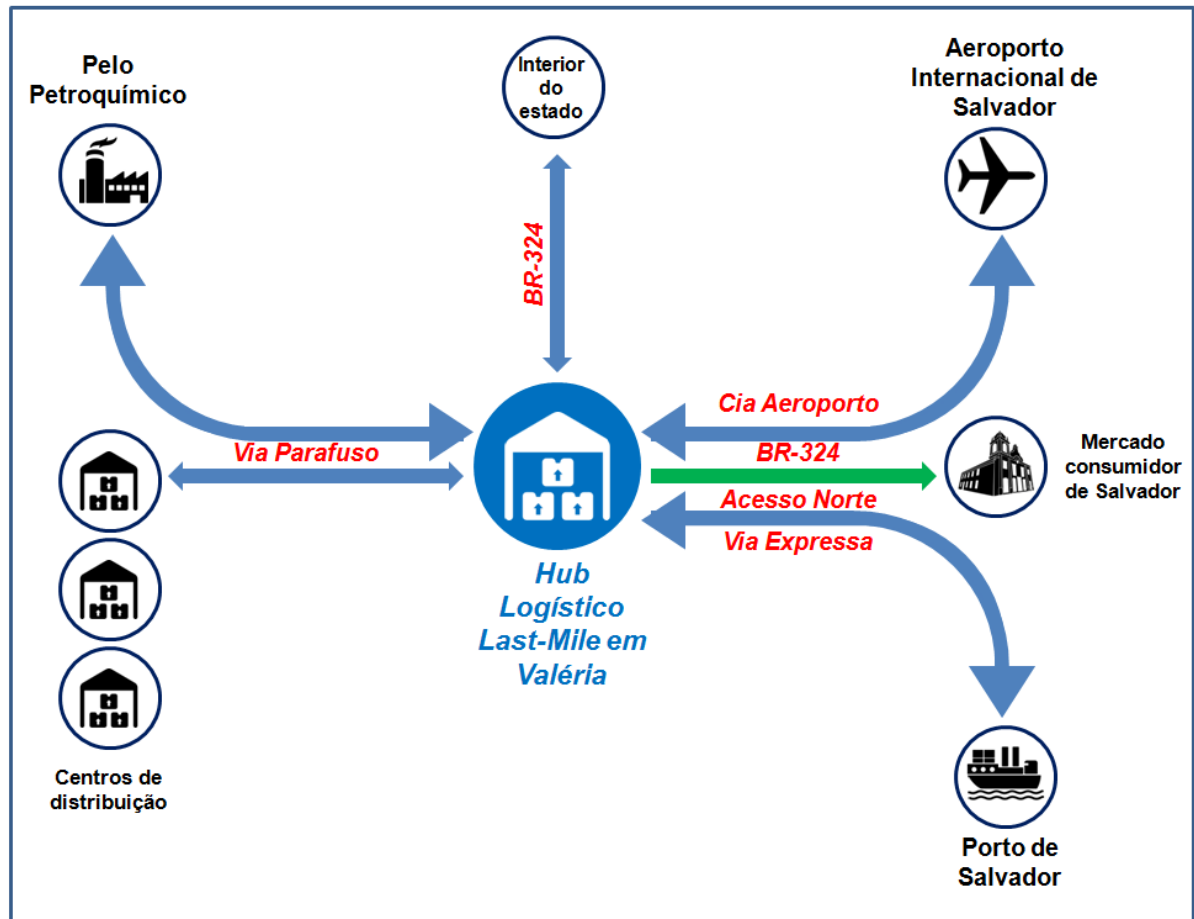 Pelo
Petroquímico
Interior
do
estado
Aeroporto
Internacional de
Salvador
BR-324
Cia Aeroporto
Via Parafuso
BR-324
Mercado
consumidor
de Salvador
Acesso Norte
Via Expressa
Hub
Logístico
Last-Mile em
Valéria
Centros de
distribuição
Porto de
Salvador